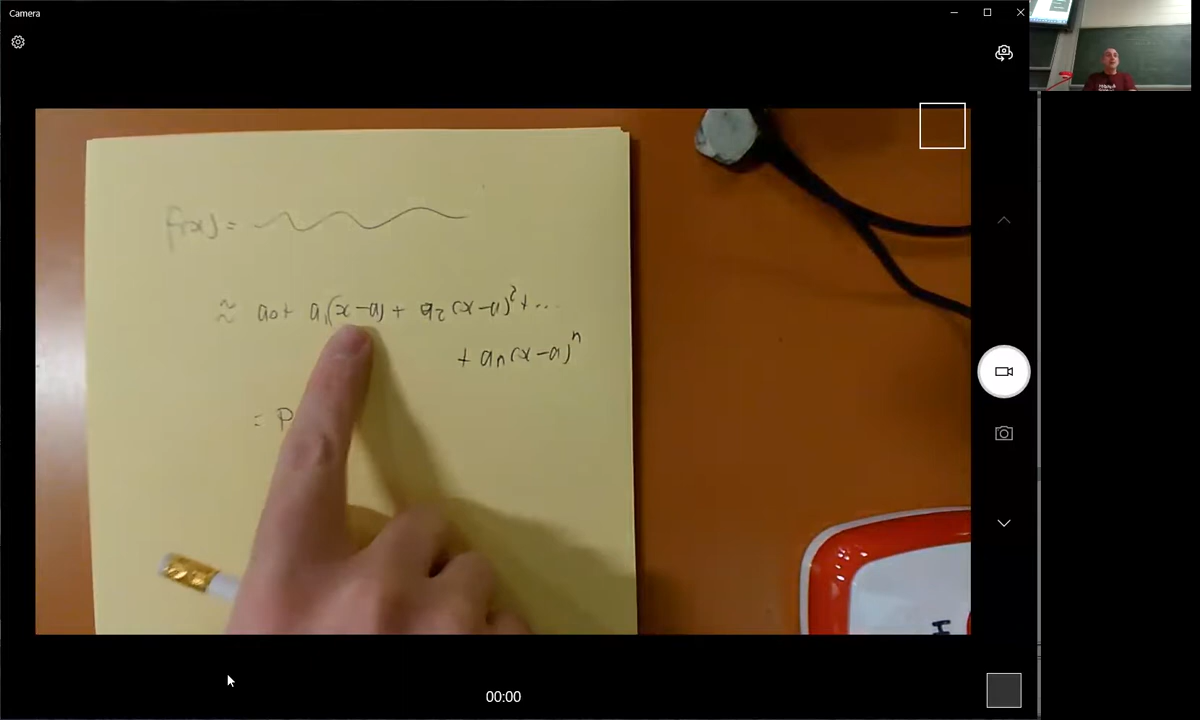 Camera
f(x) =
≈ a₀ + a₁(x-a) + a₂(x-a)² + ...
+ aₙ(x-a)ⁿ
= P
H
00:00